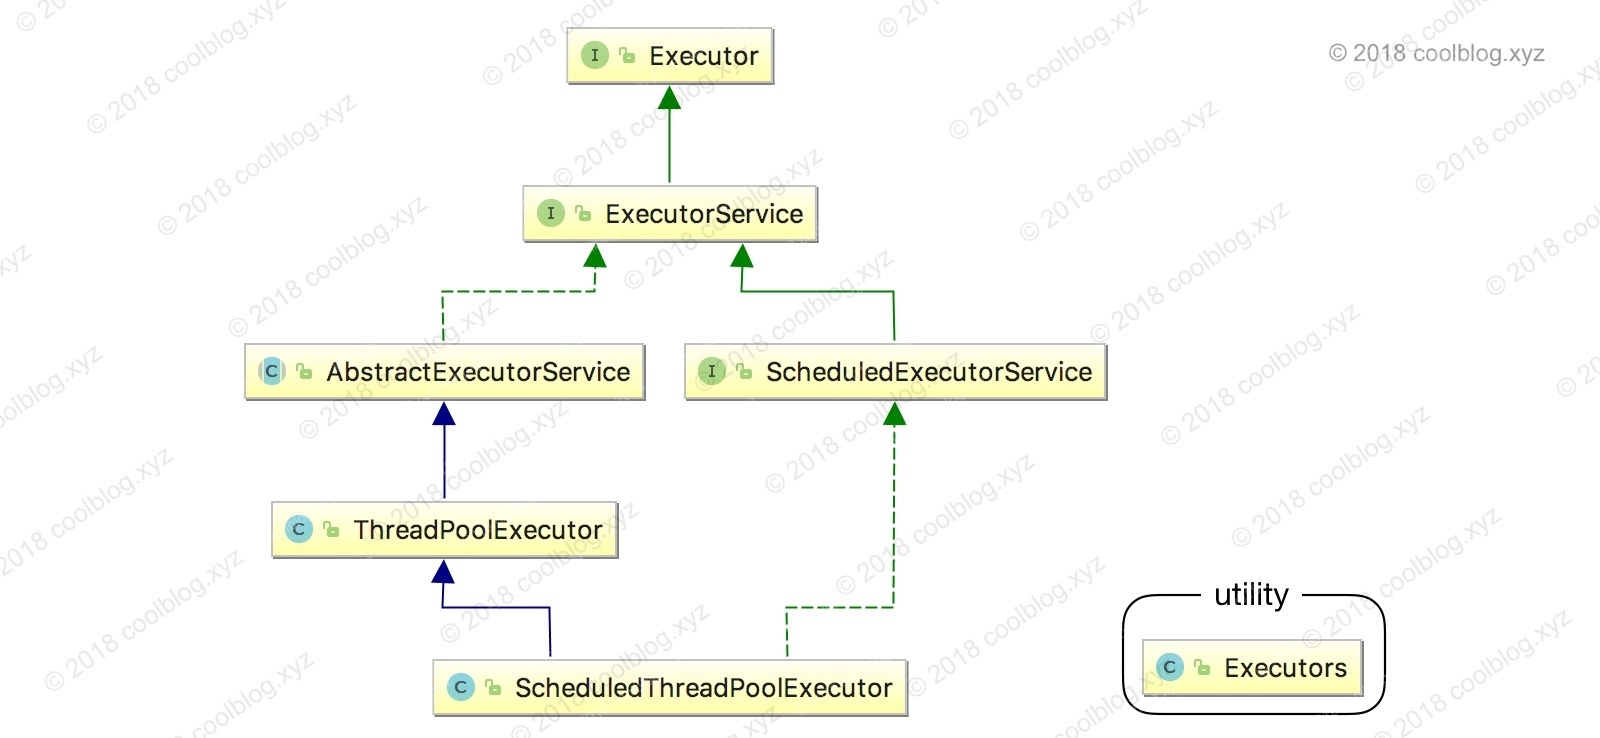 © 2018 coolblog.xyz
I Executor
I ExecutorService
C AbstractExecutorService
I ScheduledExecutorService
C ThreadPoolExecutor
utility
C Executors
C ScheduledThreadPoolExecutor